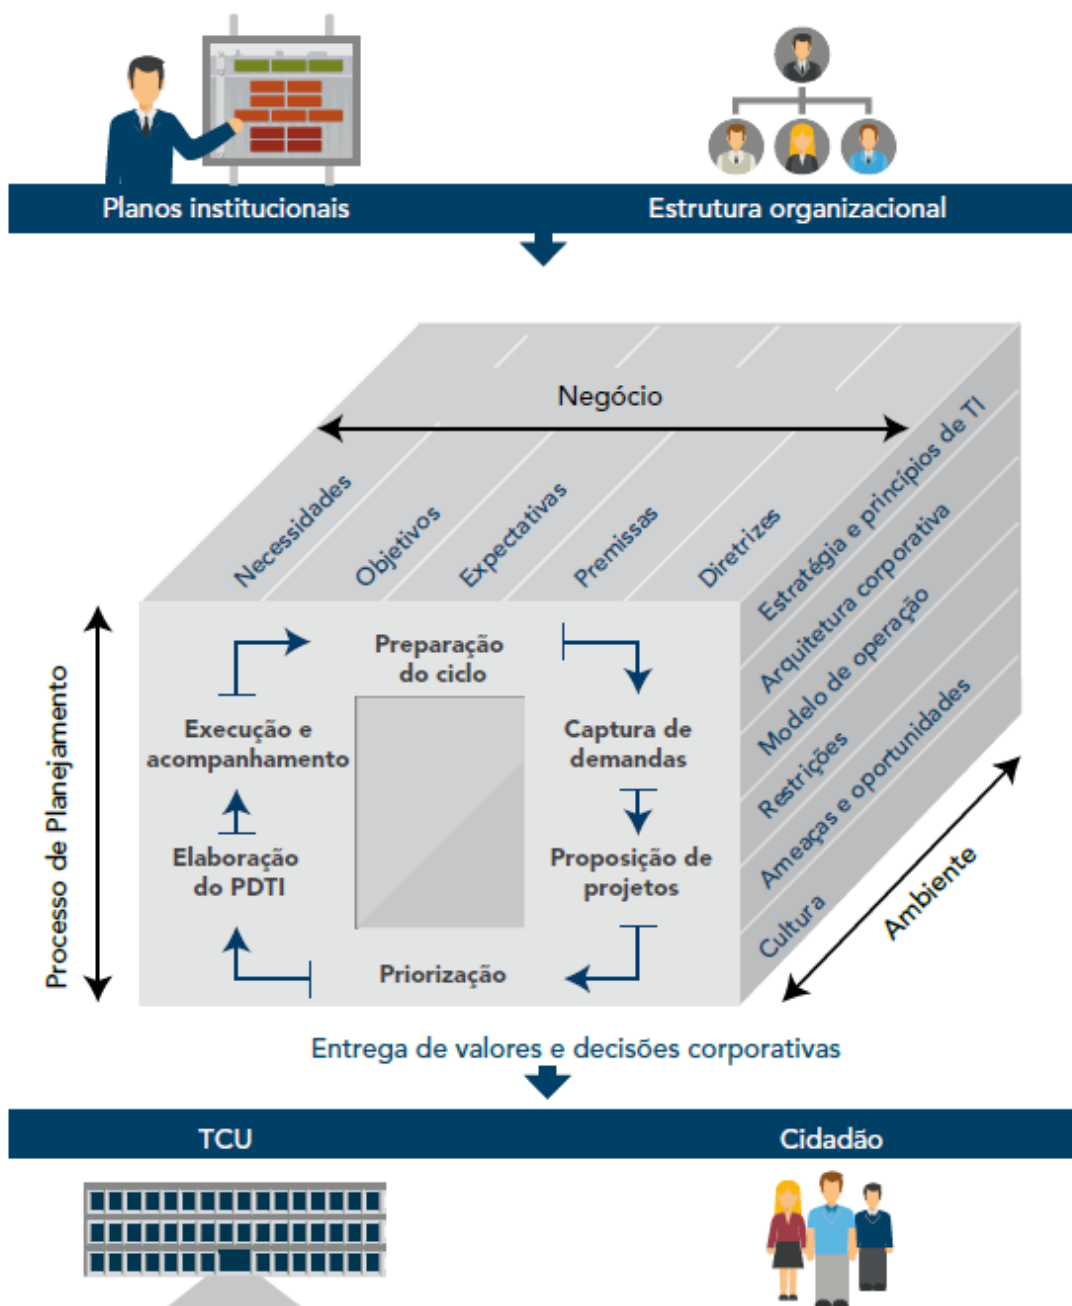 Planos institucionais
Estrutura organizacional
Negócio
Necessidades
Objetivos
Expectativas
Premissas
Diretrizes
Estratégia e princípios de TI
Arquitetura corporativa
Modelo de operação
Restrições
Ameaças e oportunidades
Cultura
Ambiente
Processo de Planejamento
Preparação
do ciclo
Captura de
demandas
Proposição de
projetos
Priorização
Elaboração
do PDTI
Execução e
acompanhamento
Entrega de valores e decisões corporativas
TCU
Cidadão